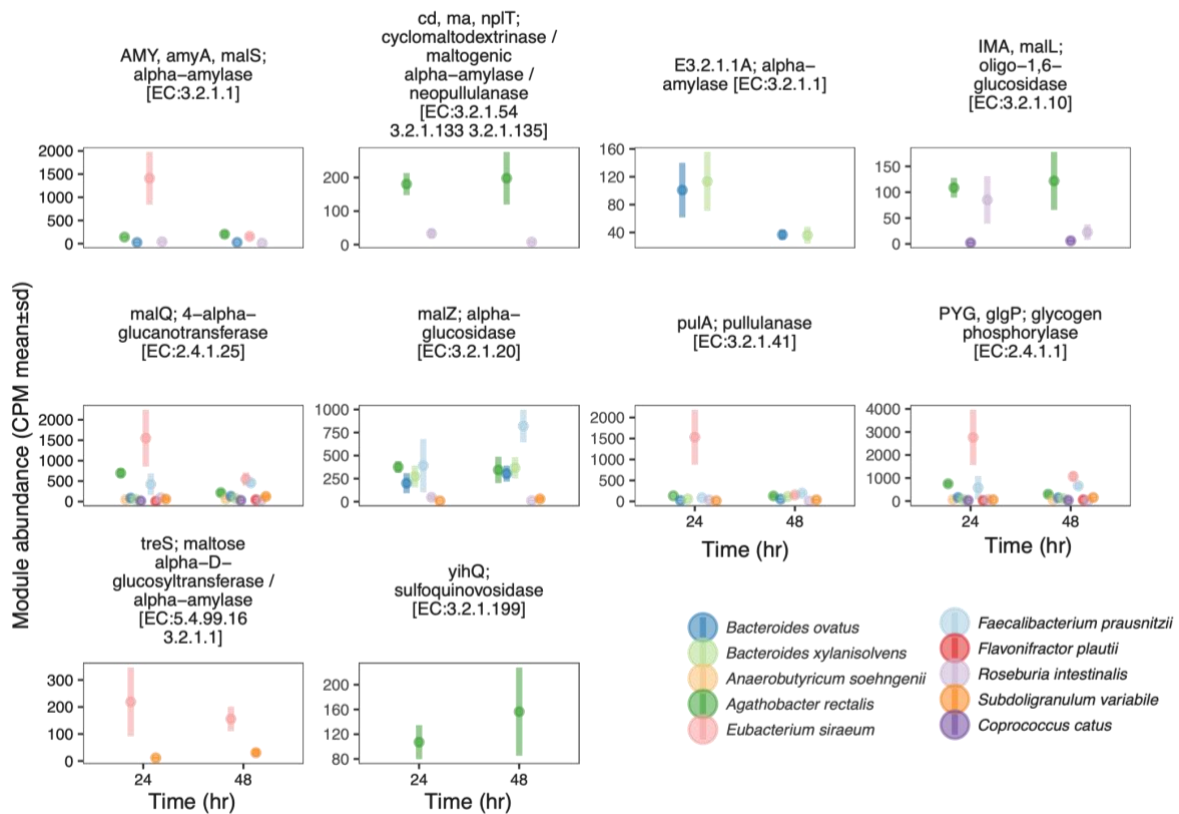 AMY, amyA, malS;
alpha−amylase
[EC:3.2.1.1]
cd, ma, nplT;
cyclomaltodextrinase /
maltogenic
alpha−amylase /
neopullulanase
[EC:3.2.1.54
3.2.1.133 3.2.1.135]
E3.2.1.1A; alpha−
amylase [EC:3.2.1.1]
IMA, malL;
oligo−1,6−
glucosidase
[EC:3.2.1.10]
2000
1500
1000
500
0
200
100
0
160
120
80
40
150
100
50
0
Module abundance (CPM mean±sd)
malQ; 4−alpha−
glucanotransferase
[EC:2.4.1.25]
malZ; alpha−
glucosidase
[EC:3.2.1.20]
pulA; pullulanase
[EC:3.2.1.41]
PYG, glgP; glycogen
phosphorylase
[EC:2.4.1.1]
2000
1500
1000
500
0
1000
750
500
250
0
2000
1500
1000
500
0
24
48
Time (hr)
4000
3000
2000
1000
0
24
48
Time (hr)
treS; maltose
alpha−D−
glucosyltransferase /
alpha−amylase
[EC:5.4.99.16
3.2.1.1]
yihQ;
sulfoquinovosidase
[EC:3.2.1.199]
300
200
100
0
24
48
Time (hr)
200
160
120
80
24
48
Time (hr)
Bacteroides ovatus
Bacteroides xylanisolvens
Anaerobutyricum soehngenii
Agathobacter rectalis
Eubacterium siraeum
Faecalibacterium prausnitzii
Flavonifractor plautii
Roseburia intestinalis
Subdoligranulum variabile
Coprococcus catus